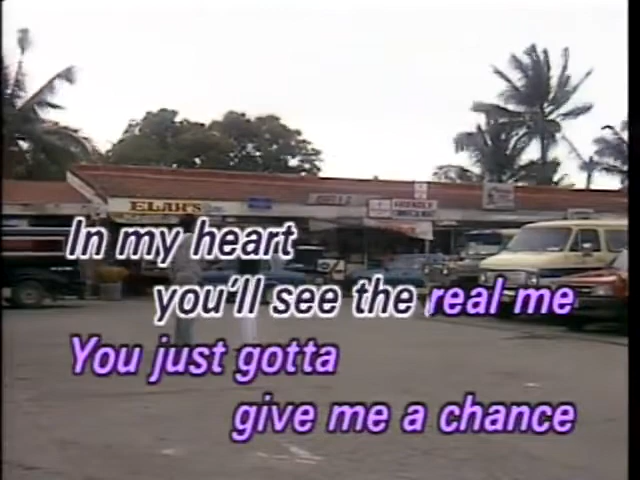 ELAH'S
In my heart
you'll see the real me
You just gotta
give me a chance